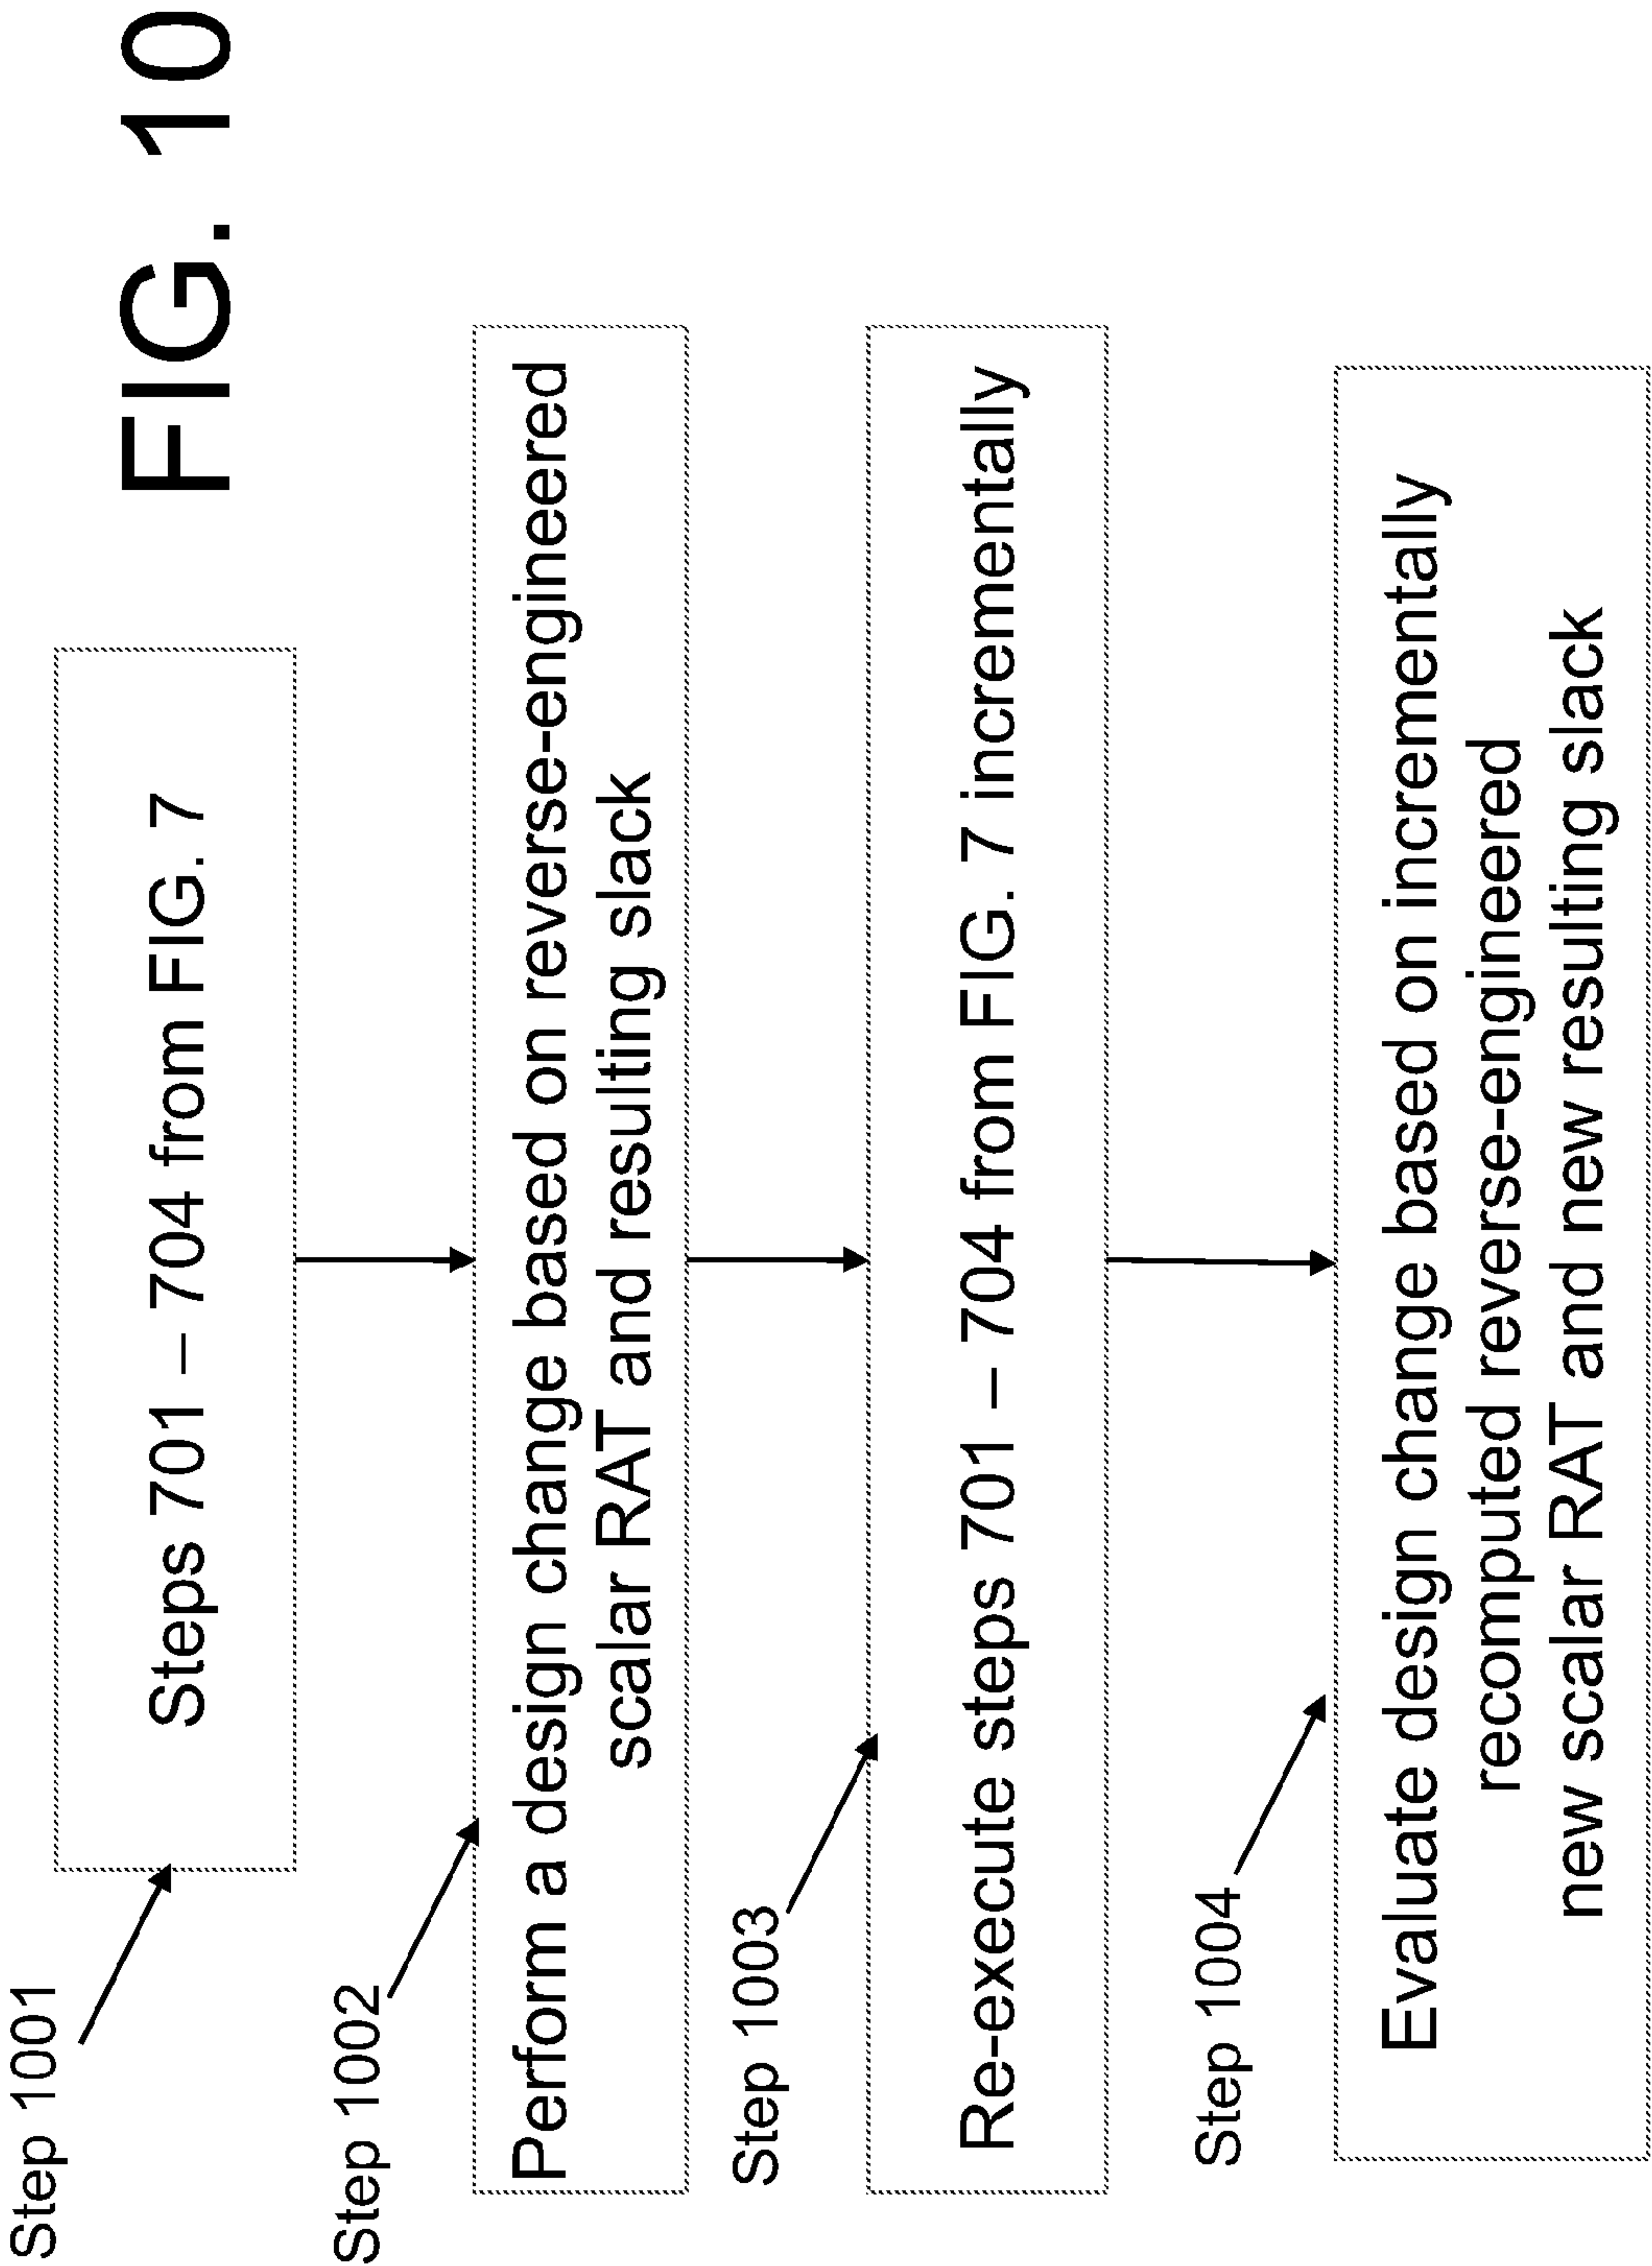 FIG. 10
Step 1001
Steps 701 – 704 from FIG. 7
Step 1002
Perform a design change based on reverse-engineered
scalar RAT and resulting slack
Step 1003
Re-execute steps 701 – 704 from FIG. 7 incrementally
Step 1004
Evaluate design change based on incrementally
recomputed reverse-engineered
new scalar RAT and new resulting slack